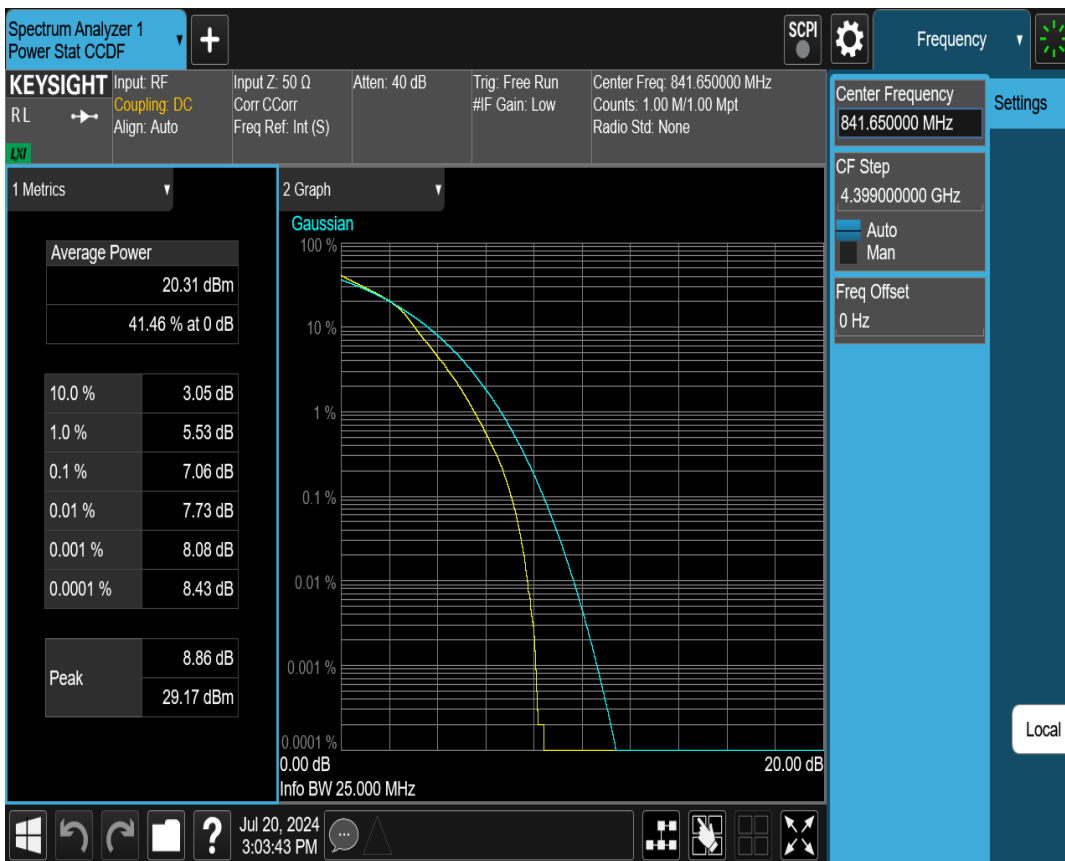 Spectrum Analyzer 1
Power Stat CCDF
+
SCPI
Frequency
KEYSIGHT
RL
LXI
Input: RF
Coupling: DC
Align: Auto
Input Z: 50 Ω
Corr CCorr
Freq Ref: Int (S)
Atten: 40 dB
Trig: Free Run
#IF Gain: Low
Center Freq: 841.650000 MHz
Counts: 1.00 M/1.00 Mpt
Radio Std: None
Center Frequency
841.650000 MHz
Settings
CF Step
4.399000000 GHz
Auto
Man
Freq Offset
0 Hz
1 Metrics
Average Power
20.31 dBm
41.46 % at 0 dB
10.0 % 3.05 dB
1.0 % 5.53 dB
0.1 % 7.06 dB
0.01 % 7.73 dB
0.001 % 8.08 dB
0.0001 % 8.43 dB
Peak
8.86 dB
29.17 dBm
2 Graph
Gaussian
100 %
10 %
1 %
0.1 %
0.01 %
0.001 %
0.0001 %
0.00 dB 20.00 dB
Info BW 25.000 MHz
Local
?
Jul 20, 2024
3:03:43 PM